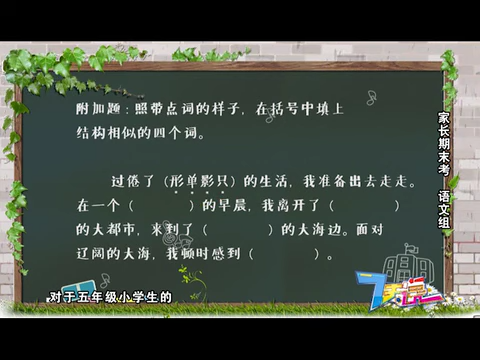 附加题：照带点词的样子，在括号中填上
结构相似的四个词。
过倦了（形单影只）的生活，我准备出去走走。
在一个（　　　　）的早晨，我离开了（　　　　）
的大都市，来到了（　　　　）的大海边。面对
辽阔的大海，我顿时感到（　　　　）。
家长期末考　语文组
对于五年级小学生的